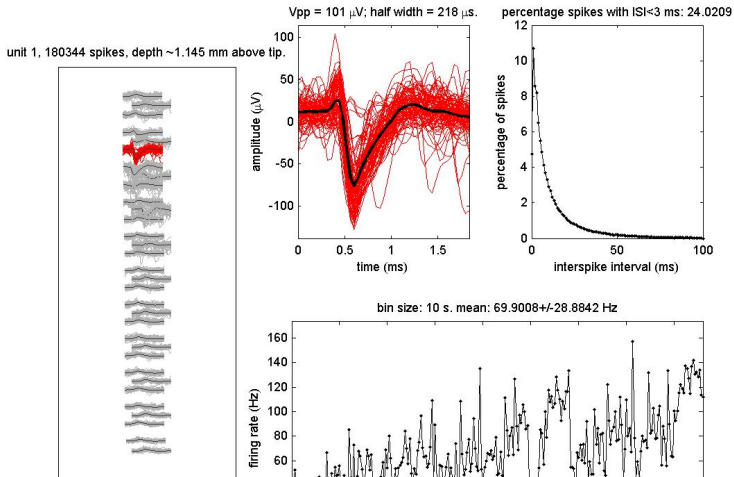 Vpp = 101 μV; half width = 218 μs.
percentage spikes with ISI<3 ms: 24.0209
unit 1, 180344 spikes, depth ~1.145 mm above tip.
100
50
0
-50
-100
amplitude (μV)
0
0.5
1
1.5
time (ms)
12
10
8
6
4
2
0
percentage of spikes
0
50
100
interspike interval (ms)
bin size: 10 s. mean: 69.9008+/-28.8842 Hz
160
140
120
100
80
60
firing rate (Hz)